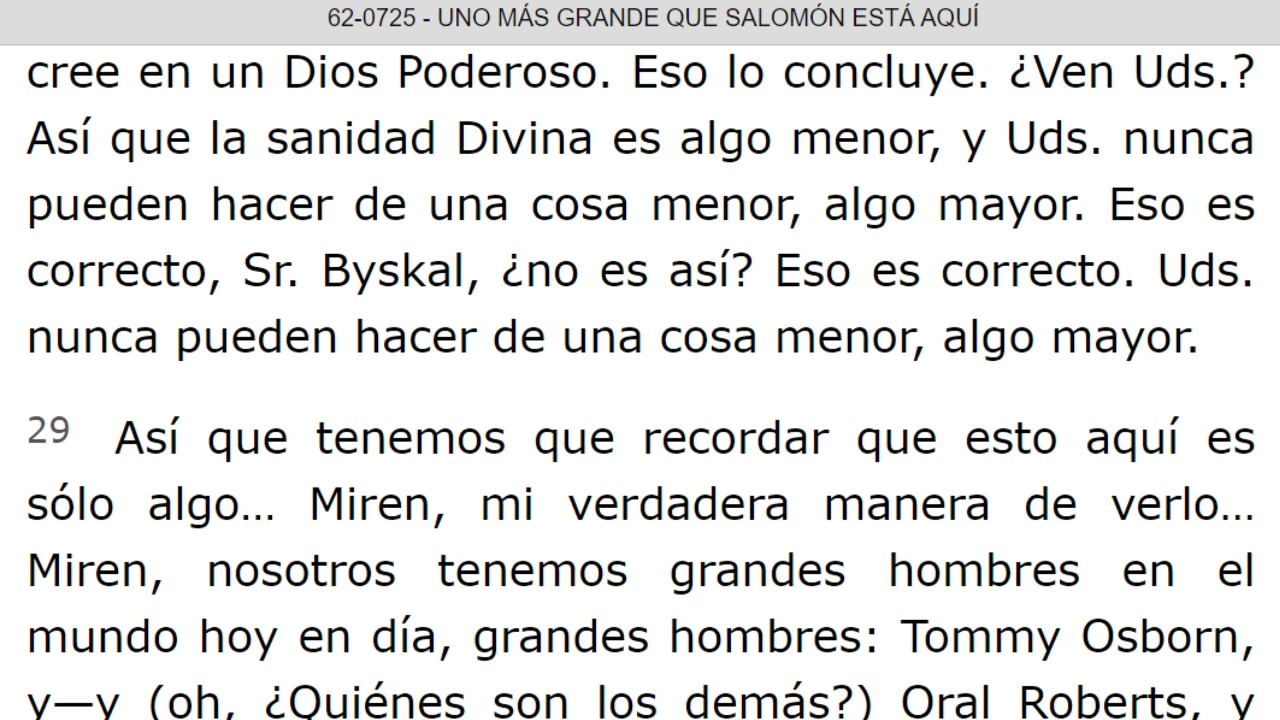 62-0725 - UNO MÁS GRANDE QUE SALOMÓN ESTÁ AQUÍ
cree en un Dios Poderoso. Eso lo concluye. ¿Ven Uds.?
Así que la sanidad Divina es algo menor, y Uds. nunca
pueden hacer de una cosa menor, algo mayor. Eso es
correcto, Sr. Byskal, ¿no es así? Eso es correcto. Uds.
nunca pueden hacer de una cosa menor, algo mayor.
29 Así que tenemos que recordar que esto aquí es
sólo algo… Miren, mi verdadera manera de verlo…
Miren, nosotros tenemos grandes hombres en el
mundo hoy en día, grandes hombres: Tommy Osborn,
y—y (oh, ¿Quiénes son los demás?) Oral Roberts, y